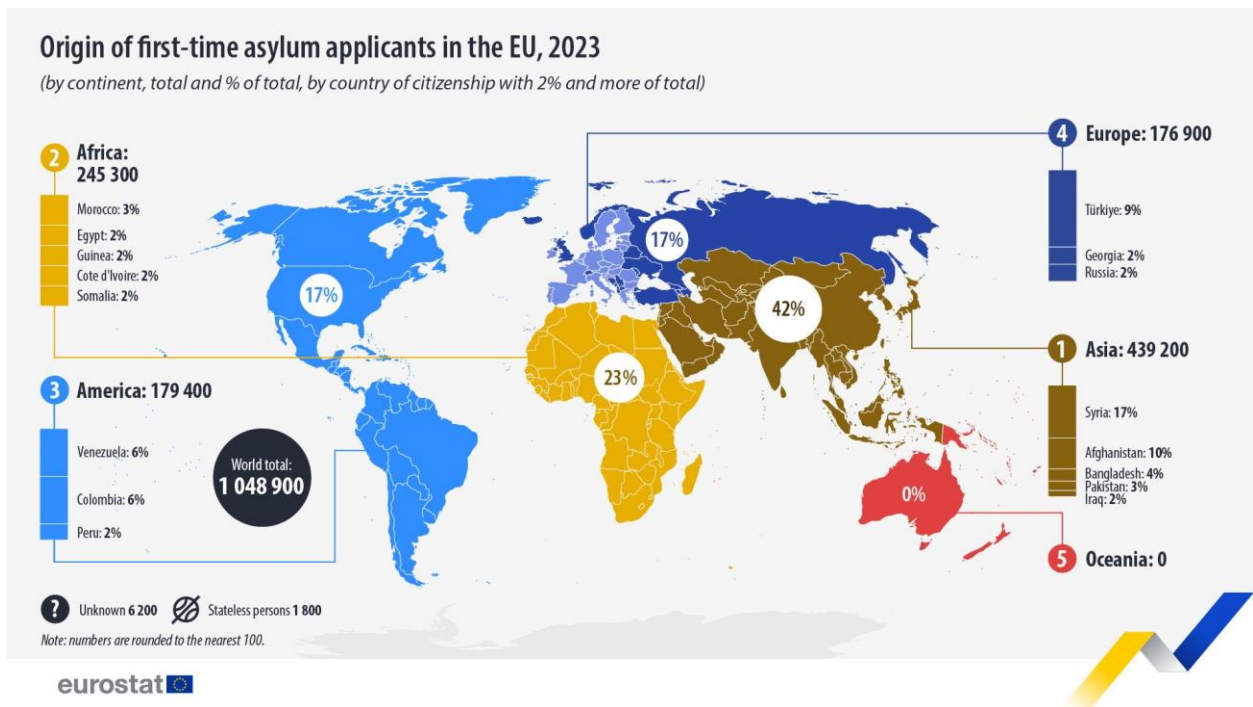 Origin of first-time asylum applicants in the EU, 2023
(by continent, total and % of total, by country of citizenship with 2% and more of total)
2 Africa:
245 300
Morocco: 3%
Egypt: 2%
Guinea: 2%
Cote d'Ivoire: 2%
Somalia: 2%
4 Europe: 176 900
Türkiye: 9%
Georgia: 2%
Russia: 2%
17%
17%
42%
23%
0%
3 America: 179 400
Venezuela: 6%
Colombia: 6%
Peru: 2%
World total:
1 048 900
1 Asia: 439 200
Syria: 17%
Afghanistan: 10%
Bangladesh: 4%
Pakistan: 3%
Iraq: 2%
5 Oceania: 0
? Unknown 6 200 Stateless persons 1 800
Note: numbers are rounded to the nearest 100.
eurostat